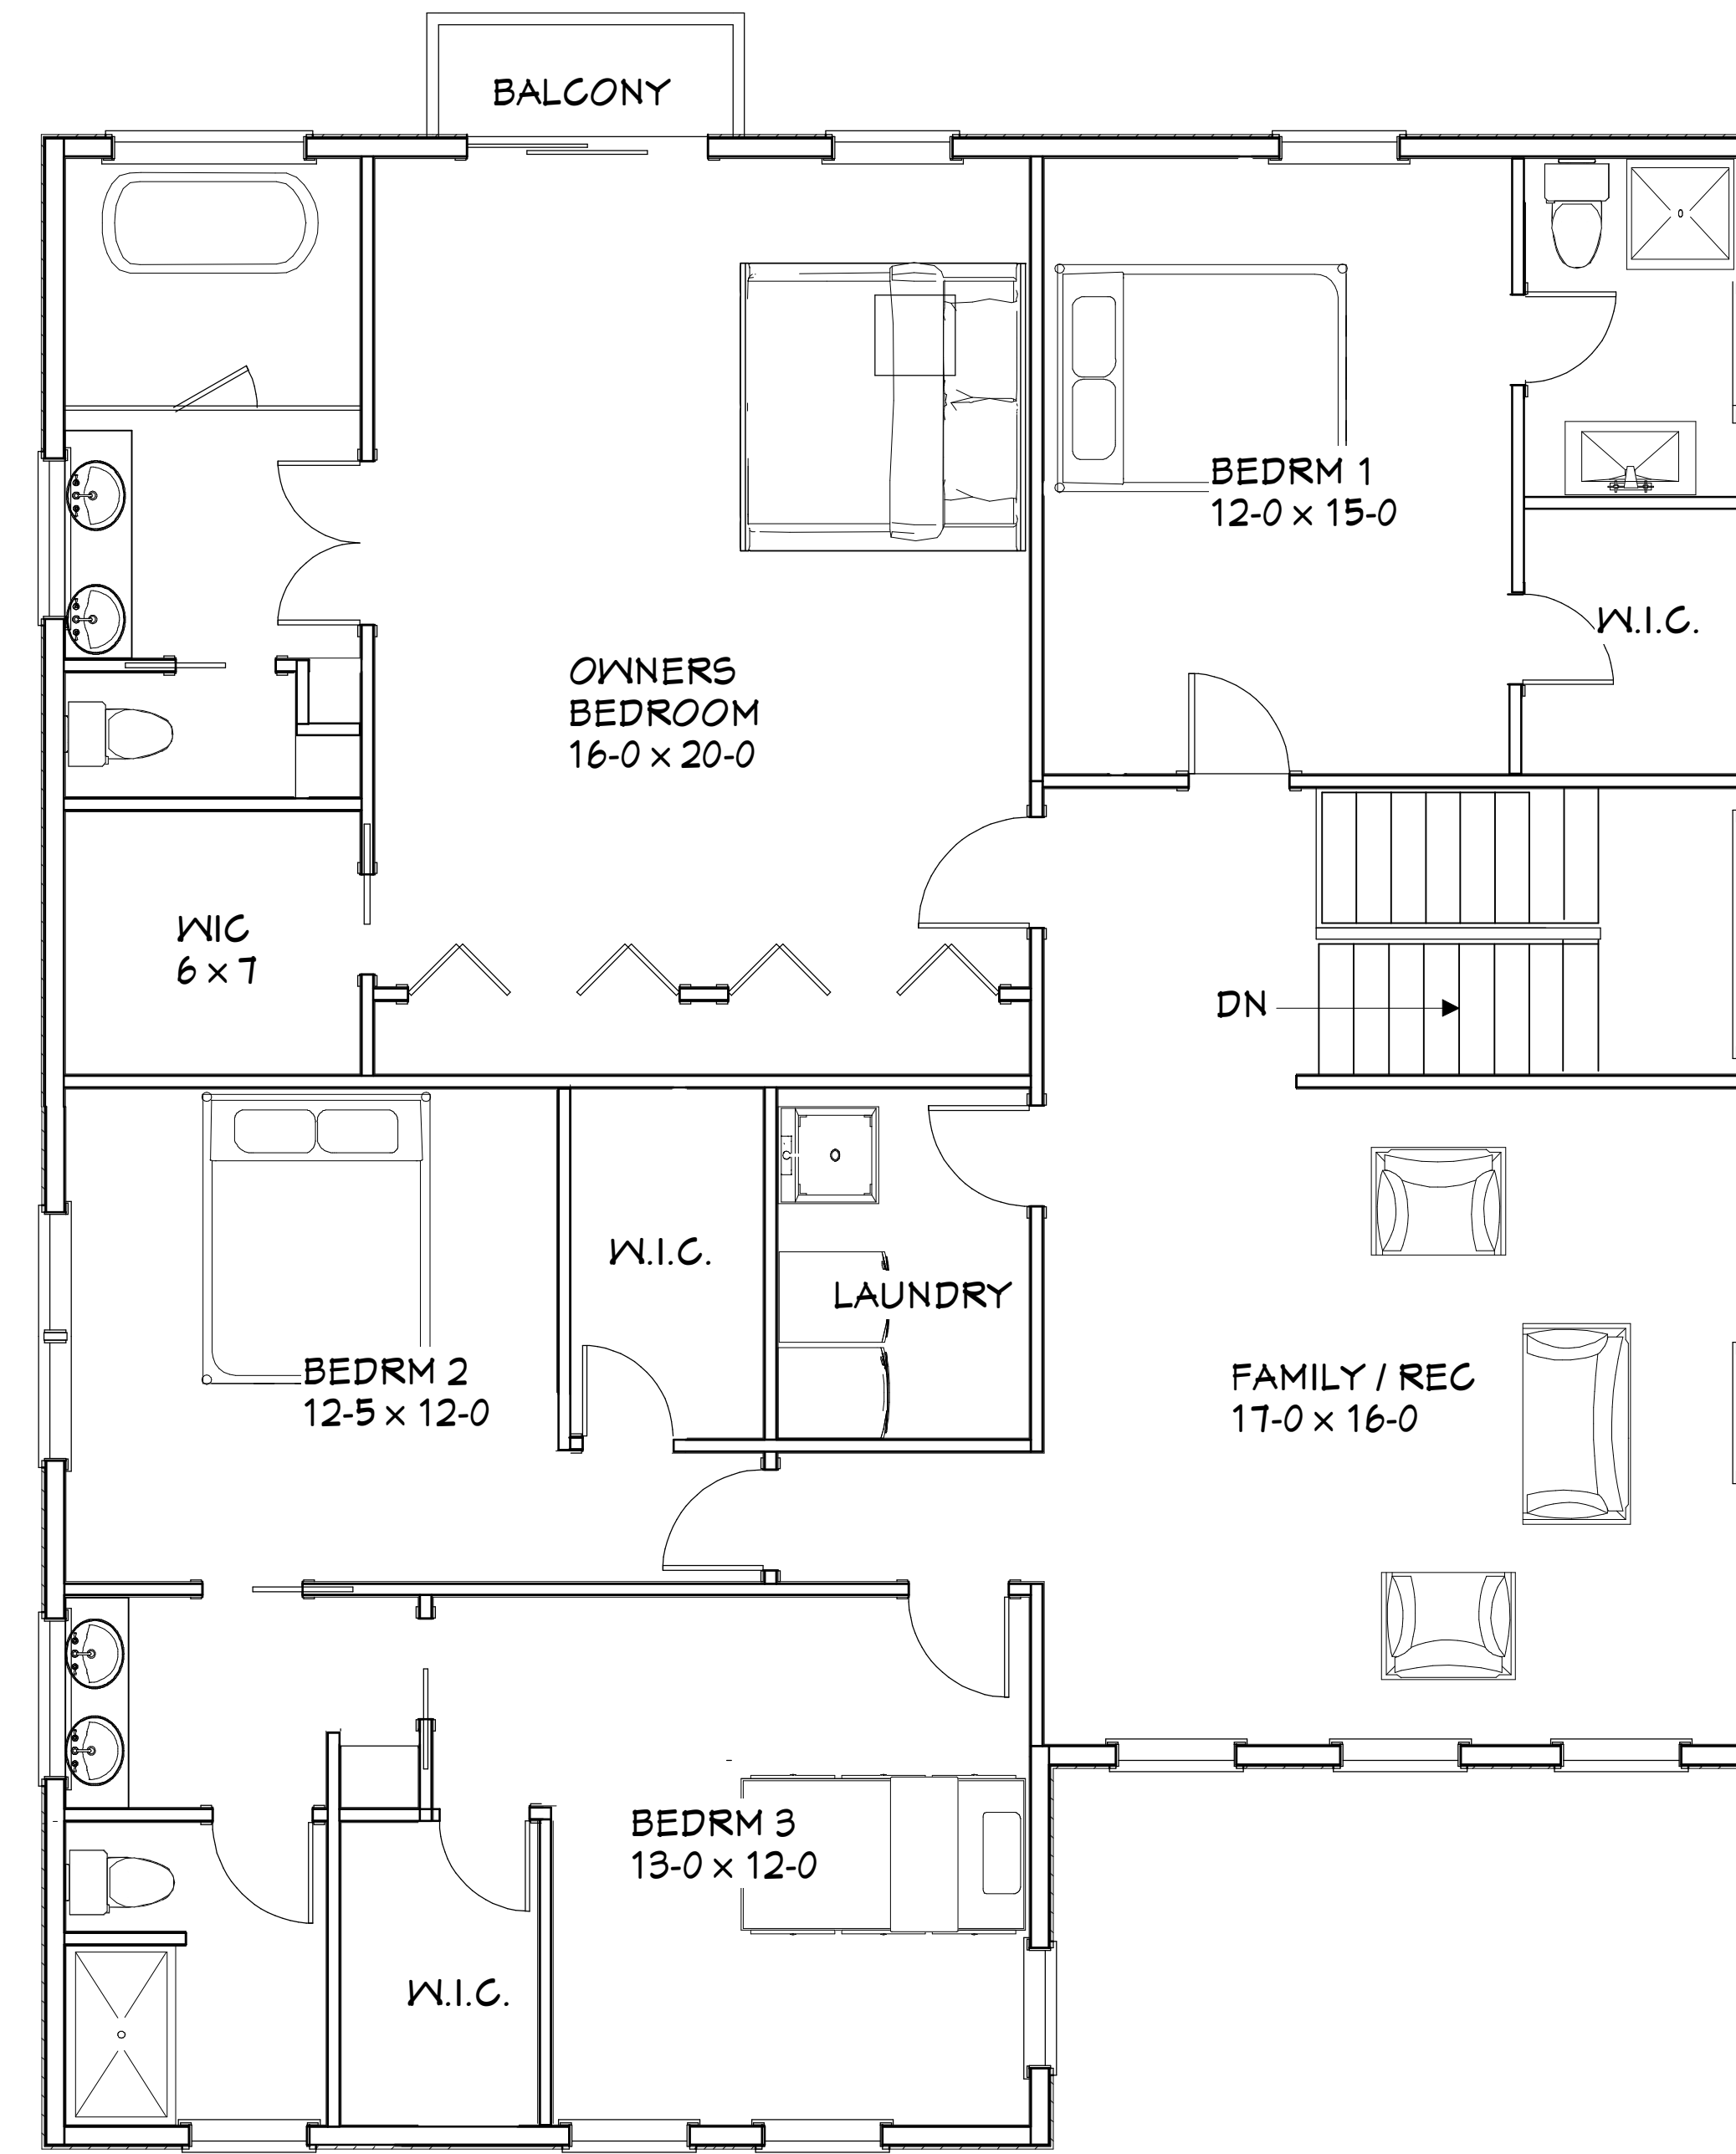 BALCONY
BEDRM 1
12-0 x 15-0
W.I.C.
OWNERS
BEDROOM
16-0 x 20-0
WIC
6 x 7
DN
W.I.C.
LAUNDRY
BEDRM 2
12-5 x 12-0
FAMILY / REC
17-0 x 16-0
BEDRM 3
13-0 x 12-0
W.I.C.